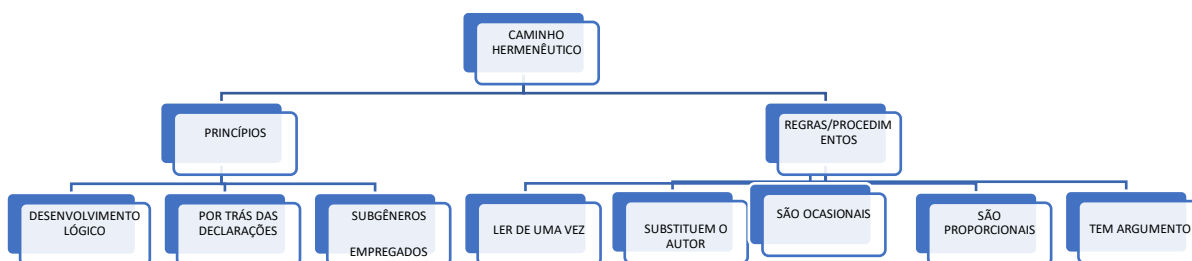 CAMINHO
HERMENÊUTICO
PRINCÍPIOS
REGRAS/PROCEDIM
ENTOS
DESENVOLVIMENTO
LÓGICO
POR TRÁS DAS
DECLARAÇÕES
SUBGÊNEROS
EMPREGADOS
LER DE UMA VEZ
SUBSTITUEM O
AUTOR
SÃO OCASIONAIS
SÃO
PROPORCIONAIS
TEM ARGUMENTO